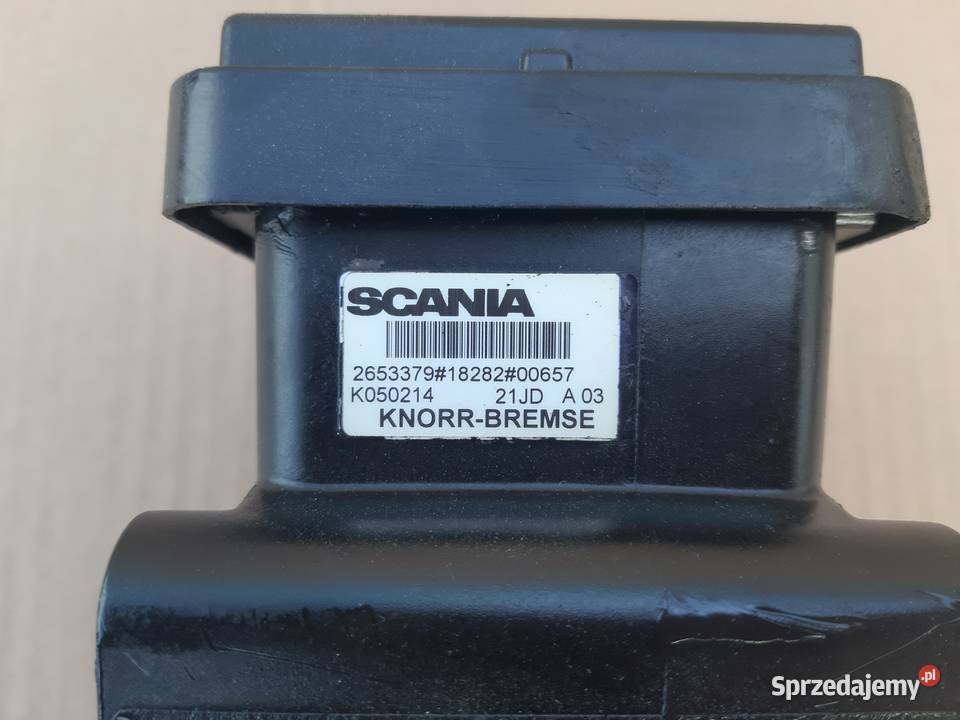 SCANIA
2653379#18282#00657
K050214 21JD A 03
KNORR-BREMSE
Sprzedajemy.pl